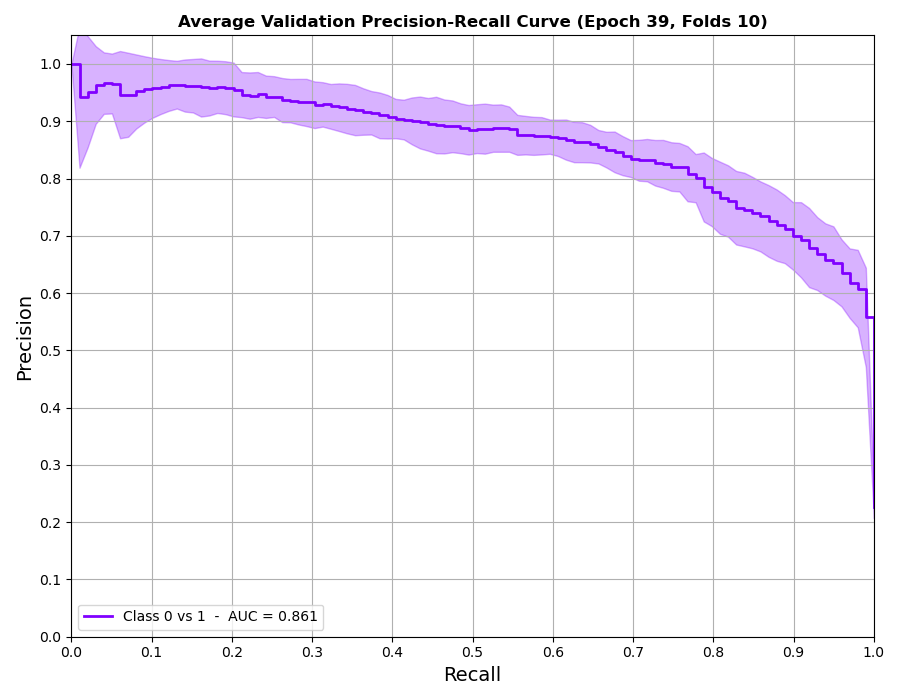 Average Validation Precision-Recall Curve (Epoch 39, Folds 10)
Precision
1.0
0.9
0.8
0.7
0.6
0.5
0.4
0.3
0.2
0.1
0.0
Class 0 vs 1 - AUC = 0.861
0.0 0.1 0.2 0.3 0.4 0.5 0.6 0.7 0.8 0.9 1.0
Recall